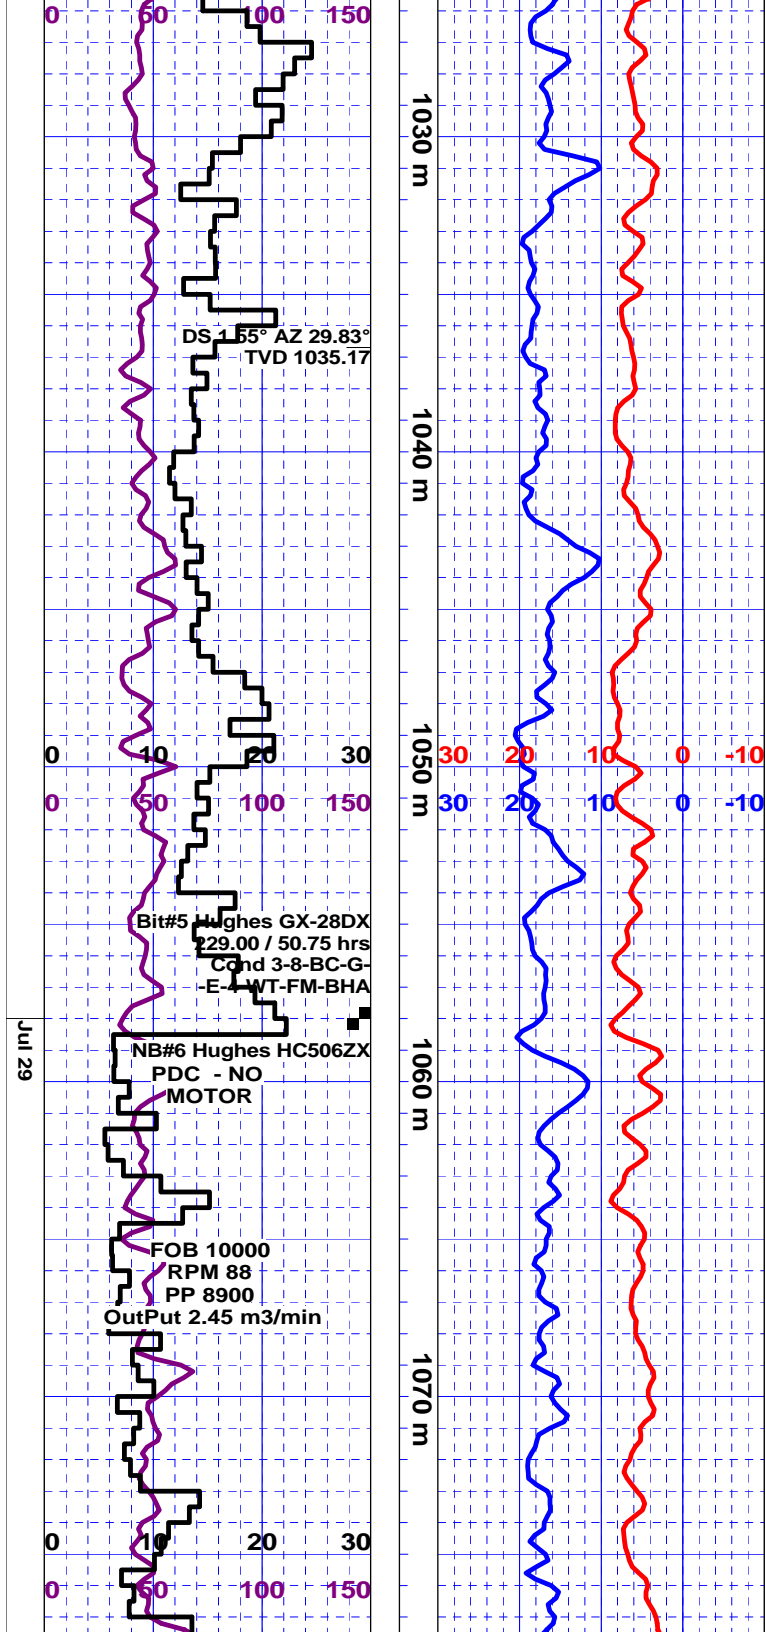 0 50 100 150
1030 m
DS 1.55° AZ 29.83°
TVD 1035.17
1040 m
0 10 20 30
30 20 10 0 -10
1050 m
0 50 100 150
30 20 10 0 -10
Bit#5 Hughes GX-28DX
229.00 / 50.75 hrs
Cond 3-8-BC-G-
-E-4-WT-FM-BHA
Jul 29
NB#6 Hughes HC506ZX
PDC - NO
MOTOR
1060 m
FOB 10000
RPM 88
PP 8900
OutPut 2.45 m3/min
1070 m
0 10 20 30
0 50 100 150